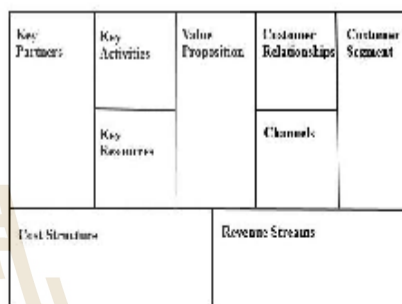 Key
Partners
Key
Activities
Value
Proposition
Customer
Relationships
Customer
Segment
Key
Resources
Channels
Cost Structure
Revenue Streams